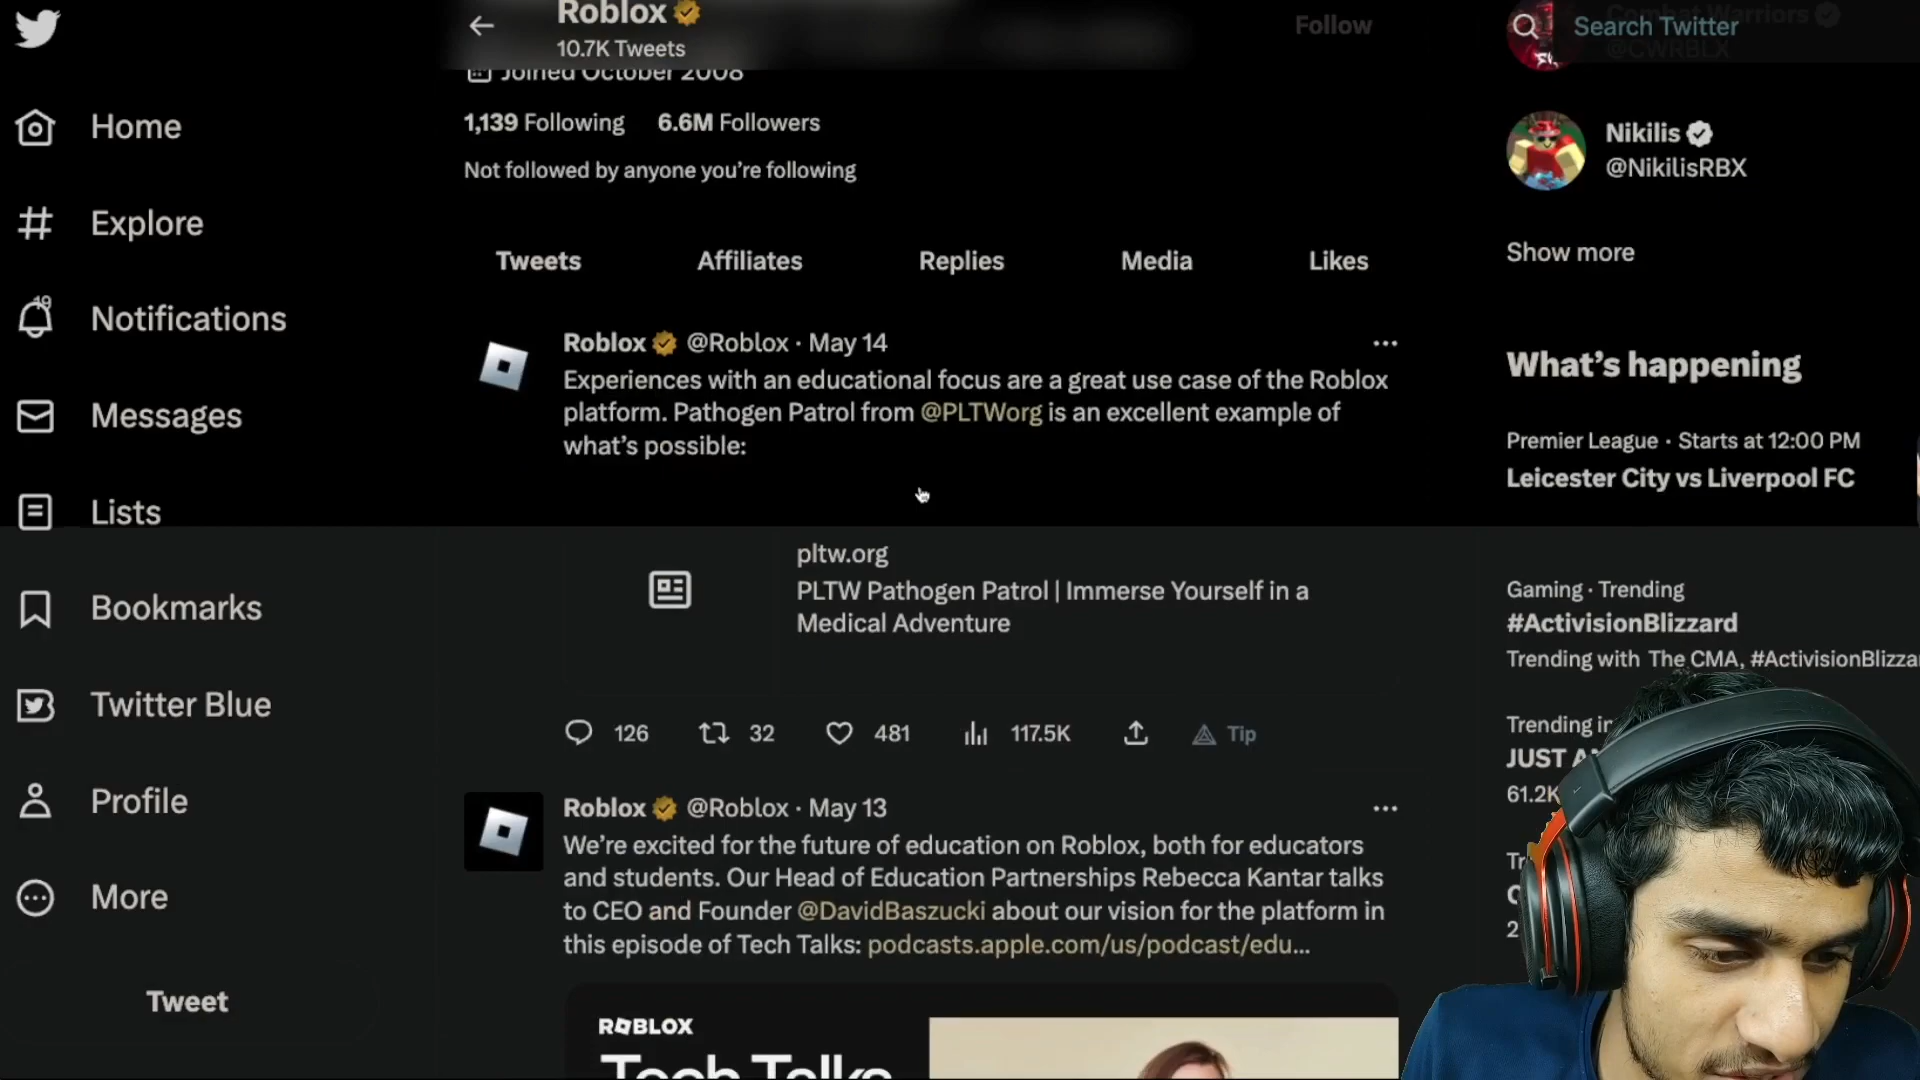 Roblox
10.7K Tweets
Follow
Joined October 2008
1,139 Following 6.6M Followers
Not followed by anyone you're following
Tweets Affiliates Replies Media Likes
Home
Explore
19
Notifications
Messages
Lists
Bookmarks
Twitter Blue
Profile
More
Tweet
Roblox @Roblox · May 14
Experiences with an educational focus are a great use case of the Roblox
platform. Pathogen Patrol from @PLTWorg is an excellent example of
what's possible:
pltw.org
PLTW Pathogen Patrol | Immerse Yourself in a
Medical Adventure
126 32 481 117.5K Tip
Roblox @Roblox · May 13
We're excited for the future of education on Roblox, both for educators
and students. Our Head of Education Partnerships Rebecca Kantar talks
to CEO and Founder @DavidBaszucki about our vision for the platform in
this episode of Tech Talks: podcasts.apple.com/us/podcast/edu...
ROBLOX
Tech Talks
Combat Warriors
@CWRBLX
Search Twitter
Nikilis
@NikilisRBX
Show more
What's happening
Premier League · Starts at 12:00 PM
Leicester City vs Liverpool FC
Gaming · Trending
#ActivisionBlizzard
Trending with The CMA, #ActivisionBlizza
Trending in
JUST A
61.2K
Tr
2